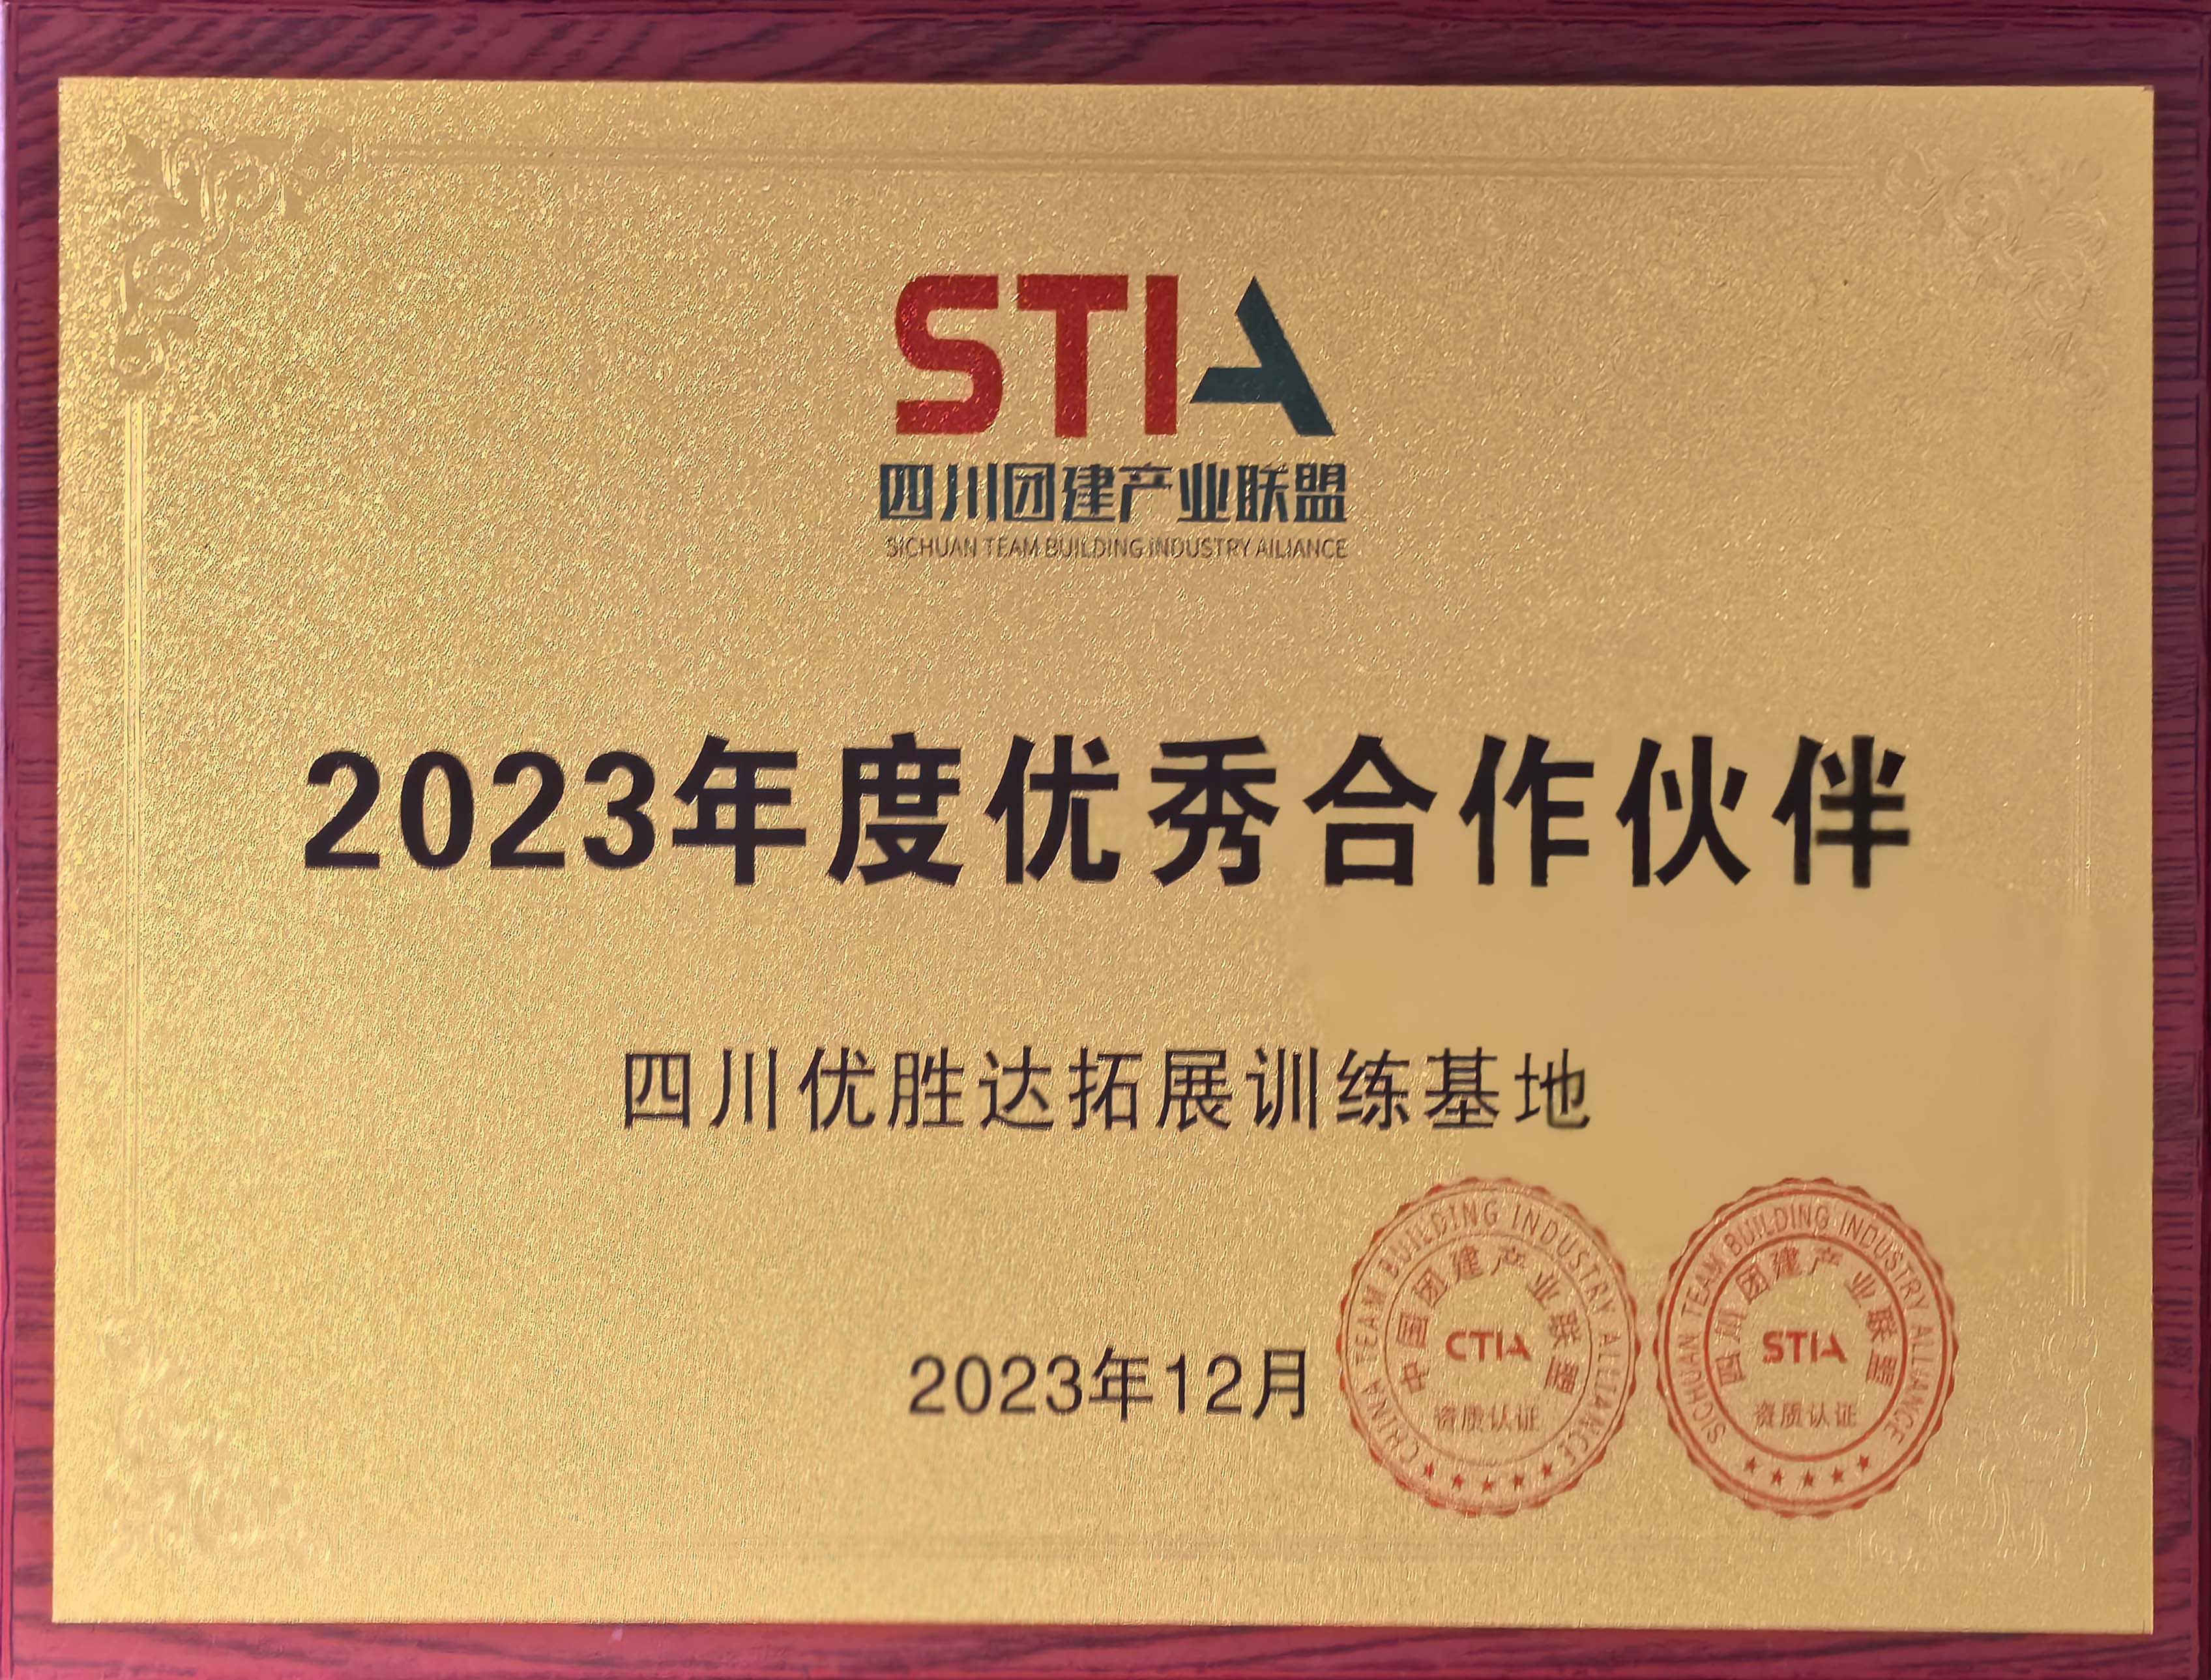 STIA
四川团建产业联盟
SICHUAN TEAM BUILDING INDUSTRY AILIANCE
2023年度优秀合作伙伴
四川优胜达拓展训练基地
2023年12月
CHINA TEAM BUILDING INDUSTRY ALLIANCE
中国团建产业联盟
CTIA
资质认证
SICHUAN TEAM BUILDING INDUSTRY ALLIANCE
四川团建产业联盟
STIA
资质认证